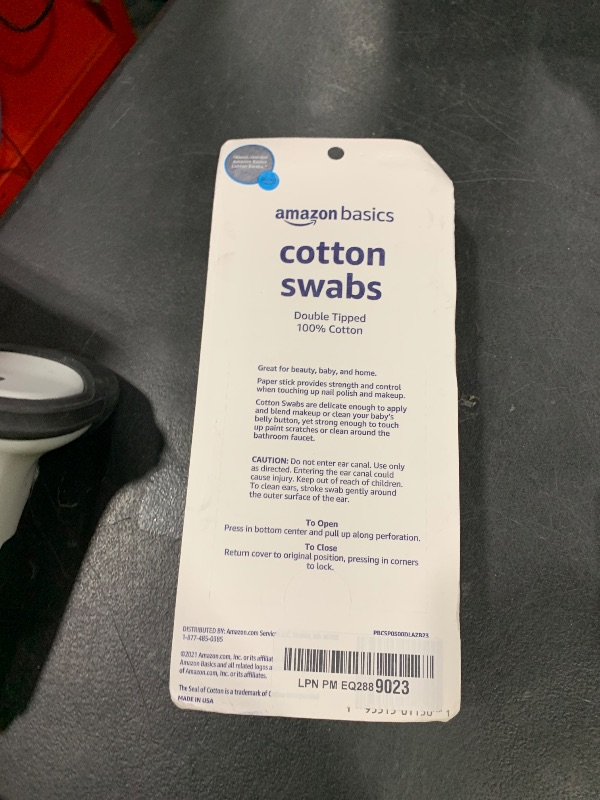 amazon basics
cotton
swabs
Double Tipped
100% Cotton
Great for beauty, baby, and home.
Paper stick provides strength and control
when touching up nail polish and makeup.
Cotton Swabs are delicate enough to apply
and blend makeup or clean your baby's
belly button, yet strong enough to touch
up paint scratches or clean around the
bathroom faucet.
CAUTION: Do not enter ear canal. Use only
as directed. Entering the ear canal could
cause injury. Keep out of reach of children.
To clean ears, stroke swab gently around
the outer surface of the ear.
To Open
Press in bottom center and pull up along perforation.
To Close
Return cover to original position, pressing in corners
to lock.
DISTRIBUTED BY: Amazon.com Servic
1-877-485-0385
©2021 Amazon.com, Inc. or its affiliat
Amazon Basics and all related logos a
of Amazon.com, Inc. or its affiliates.
The Seal of Cotton is a trademark of C
MADE IN USA
LPN PM EQ2889023